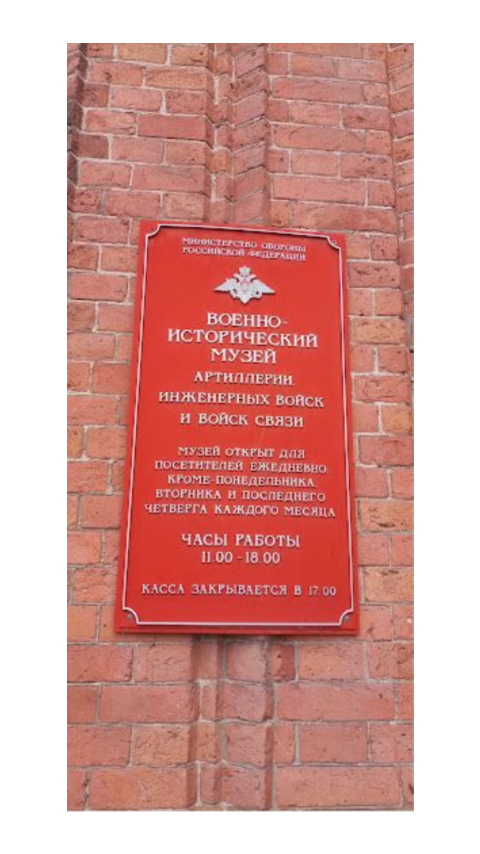 МИНИСТЕРСТВО ОБОРОНЫ
РОССИЙСКОЙ ФЕДЕРАЦИИ
ВОЕННО-
ИСТОРИЧЕСКИЙ
МУЗЕЙ
АРТИЛЛЕРИИ,
ИНЖЕНЕРНЫХ ВОЙСК
И ВОЙСК СВЯЗИ
МУЗЕЙ ОТКРЫТ ДЛЯ
ПОСЕТИТЕЛЕЙ ЕЖЕДНЕВНО,
КРОМЕ-ПОНЕДЕЛЬНИКА,
ВТОРНИКА И ПОСЛЕДНЕГО
ЧЕТВЕРГА КАЖДОГО МЕСЯЦА
ЧАСЫ РАБОТЫ
11.00 - 18.00
КАССА ЗАКРЫВАЕТСЯ В 17.00